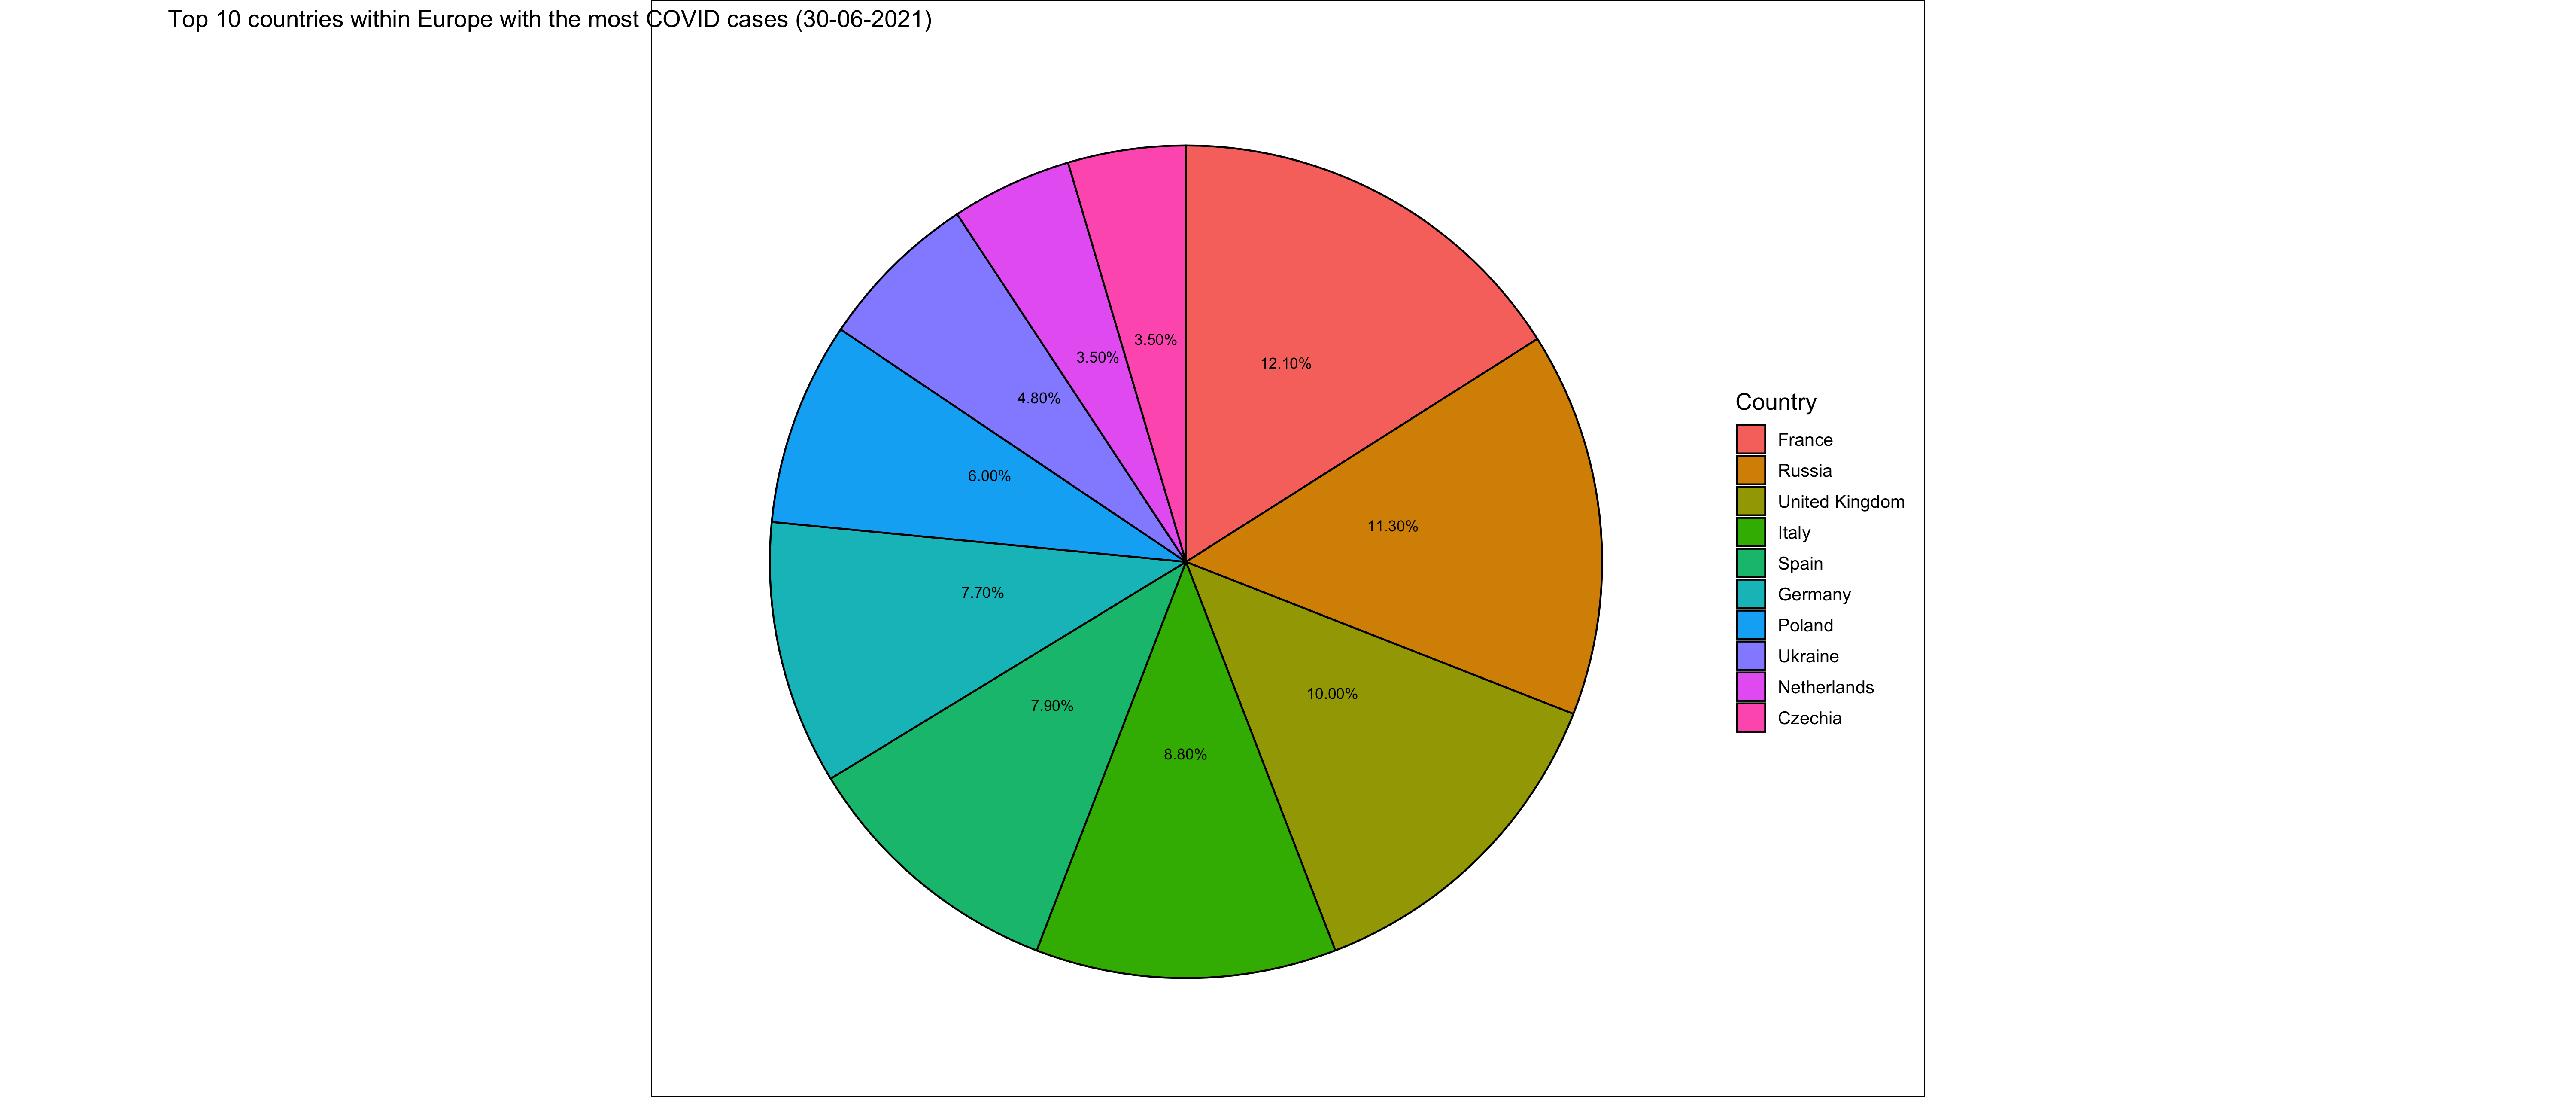 Top 10 countries within Europe with the most COVID cases (30-06-2021)
3.50%
3.50%
12.10%
4.80%
6.00%
11.30%
7.70%
10.00%
7.90%
8.80%
Country
France
Russia
United Kingdom
Italy
Spain
Germany
Poland
Ukraine
Netherlands
Czechia